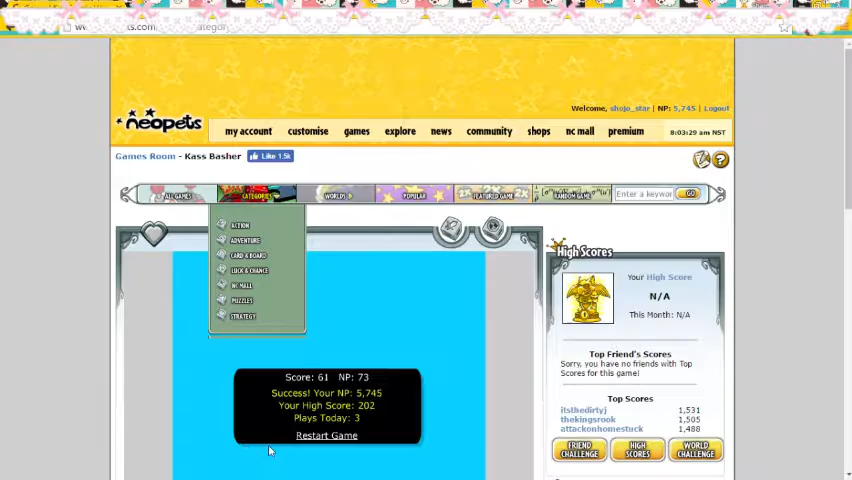 Welcome, shojo_star | NP: 5,745 | Logout
neopets
my account customise games explore news community shops nc mall premium 8:03:29 am NST
Games Room - Kass Basher Like 1.5k
ALL GAMES CATEGORIES WORLDS POPULAR FEATURED GAME RANDOM GAME Enter a keywor GO
ACTION
ADVENTURE
CARD & BOARD
LUCK & CHANCE
NC MALL
PUZZLES
STRATEGY
Score: 61 NP: 73
Success! Your NP: 5,745
Your High Score: 202
Plays Today: 3
Restart Game
High Scores
Your High Score
N/A
This Month: N/A
Top Friend's Scores
Sorry, you have no friends with Top
Scores for this game!
Top Scores
itsthedirtyj 1,531
thekingsrook 1,505
attackonhomestuck 1,488
FRIEND CHALLENGE
HIGH SCORES
WORLD CHALLENGE